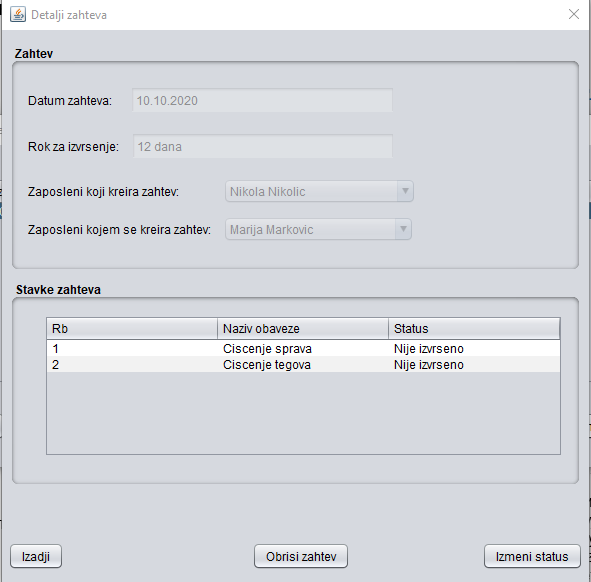 Detalji zahteva
Zahtev
Datum zahteva: 10.10.2020
Rok za izvrsenje: 12 dana
Zaposleni koji kreira zahtev: Nikola Nikolic
Zaposleni kojem se kreira zahtev: Marija Markovic
Stavke zahteva
Rb Naziv obaveze Status
1 Ciscenje sprava Nije izvrseno
2 Ciscenje tegova Nije izvrseno
Izadji Obrisi zahtev Izmeni status